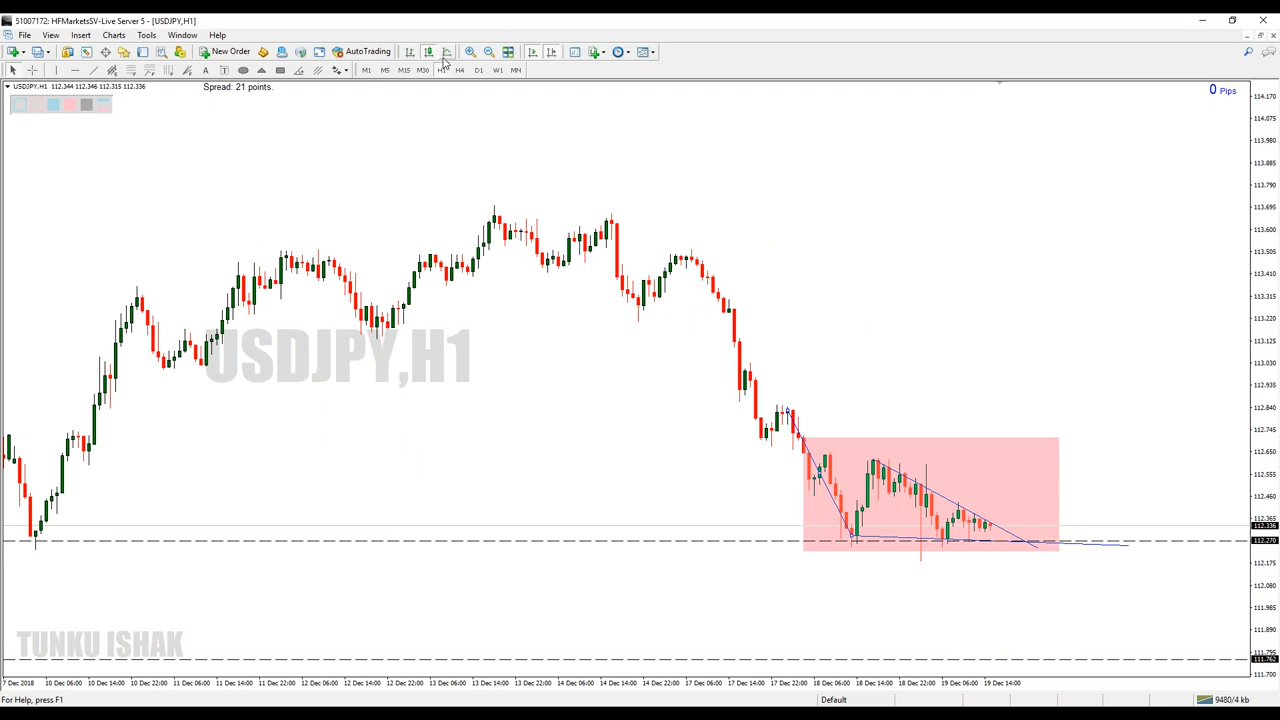 51007172: HFMarketsSV-Live Server 5 - [USDJPY,H1]
File View Insert Charts Tools Window Help
New Order AutoTrading
A T M1 M5 M15 M30 H1 H4 D1 W1 MN
USDJPY,H1 112.344 112.346 112.315 112.336
Spread: 21 points.
0 Pips
114.170
114.075
113.980
113.885
113.790
113.695
113.600
113.505
113.410
113.315
113.220
113.125
113.030
112.935
112.840
112.745
112.650
112.555
112.460
112.365
112.336
112.270
112.175
112.080
111.985
111.890
111.795
111.762
111.700
USDJPY,H1
TUNKU ISHAK
7 Dec 2018 10 Dec 06:00 10 Dec 14:00 10 Dec 22:00 11 Dec 06:00 11 Dec 14:00 11 Dec 22:00 12 Dec 06:00 12 Dec 14:00 12 Dec 22:00 13 Dec 06:00 13 Dec 14:00 13 Dec 22:00 14 Dec 06:00 14 Dec 14:00 14 Dec 22:00 17 Dec 06:00 17 Dec 14:00 17 Dec 22:00 18 Dec 06:00 18 Dec 14:00 18 Dec 22:00 19 Dec 06:00 19 Dec 14:00
For Help, press F1
Default
9480/4 kb